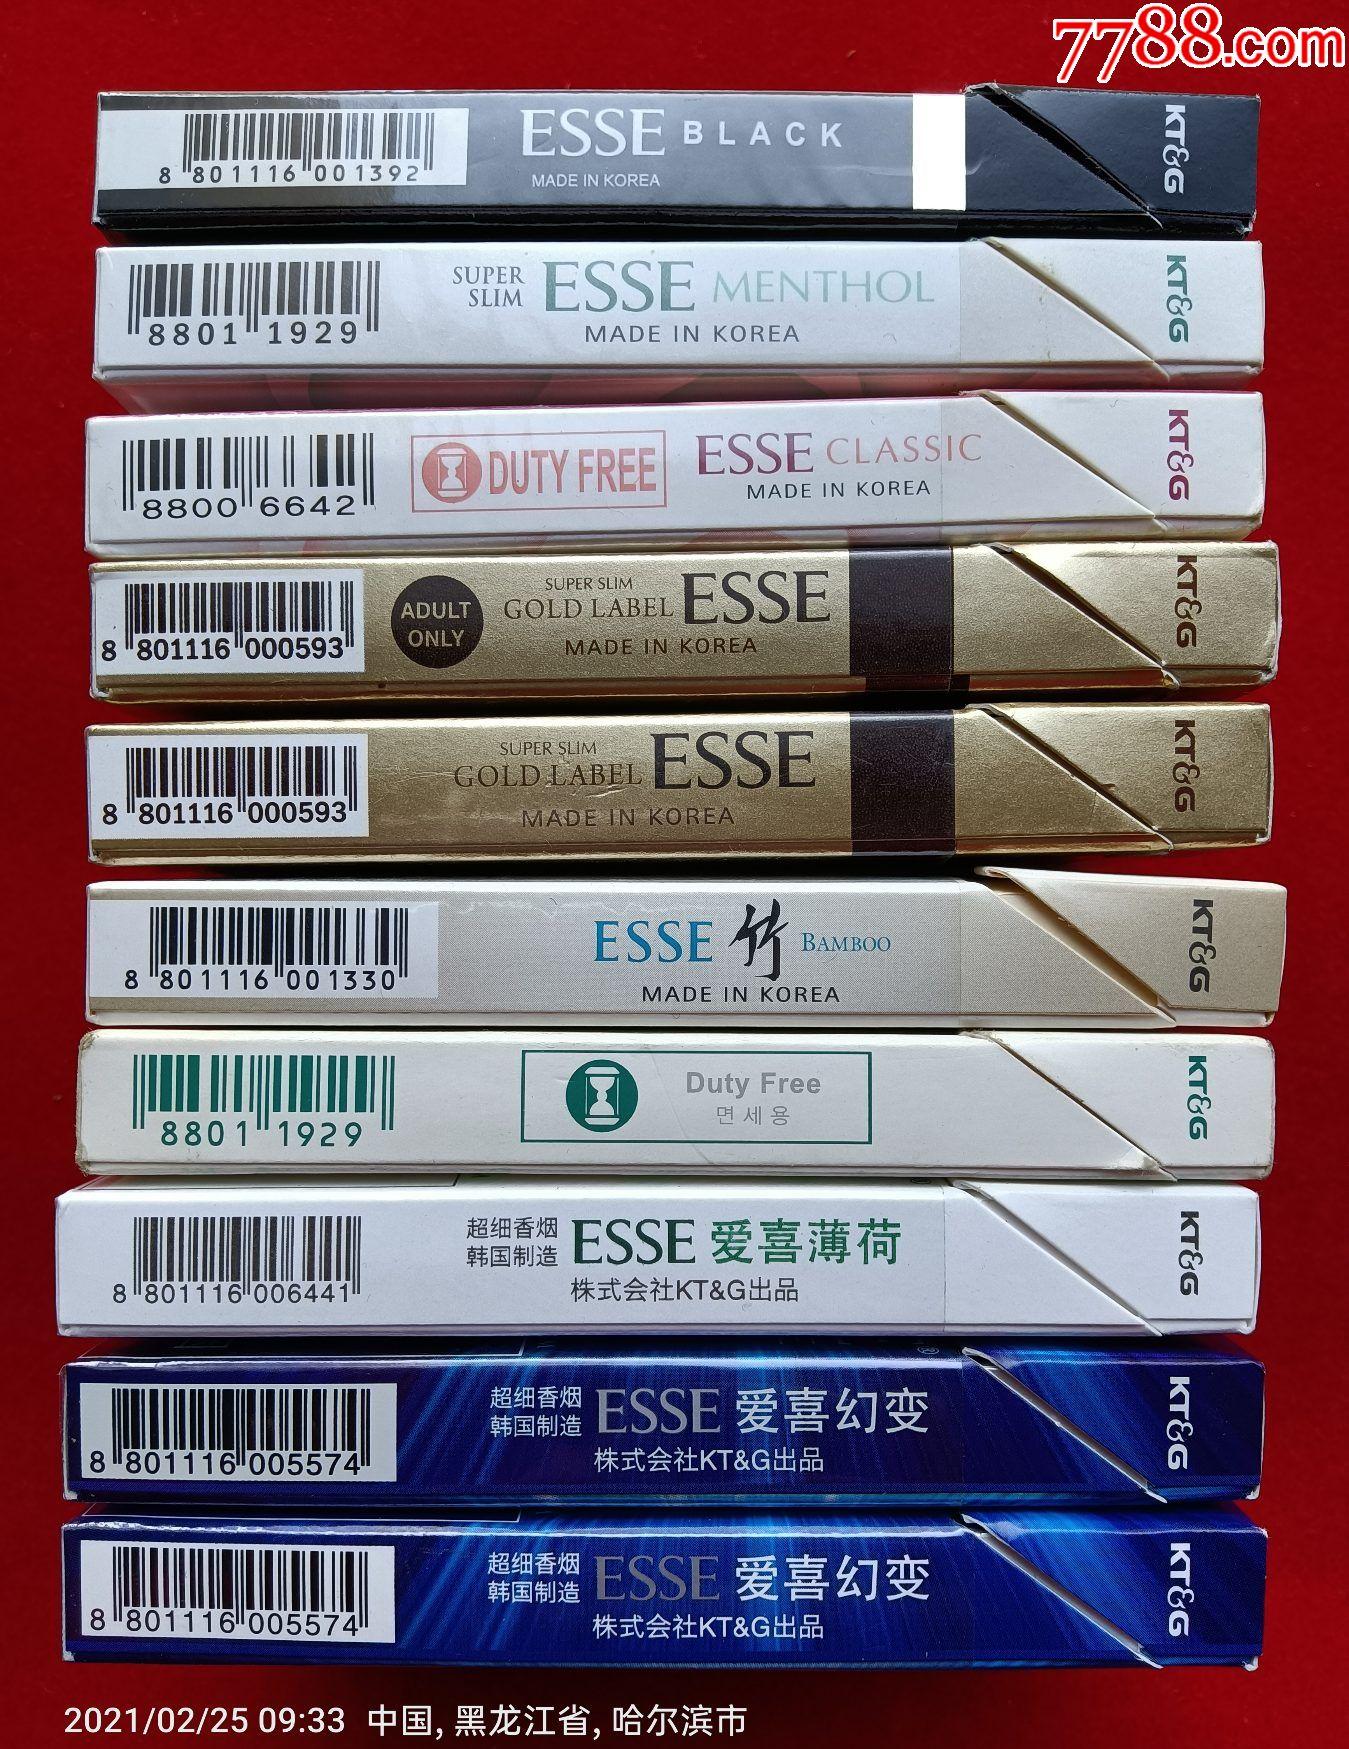 7788.com
8 801116 001392
ESSE BLACK
MADE IN KOREA
KT&G
8801 1929
SUPER SLIM ESSE MENTHOL
MADE IN KOREA
KT&G
8800 6642
DUTY FREE
ESSE CLASSIC
MADE IN KOREA
KT&G
8 801116 000593
ADULT ONLY
SUPER SLIM
GOLD LABEL ESSE
MADE IN KOREA
KT&G
8 801116 000593
SUPER SLIM
GOLD LABEL ESSE
MADE IN KOREA
KT&G
8 801116 001330
ESSE 竹 BAMBOO
MADE IN KOREA
KT&G
8801 1929
Duty Free
면세용
KT&G
8 801116 006441
超细香烟
韩国制造
ESSE 爱喜薄荷
株式会社KT&G出品
KT&G
8 801116 005574
超细香烟
韩国制造
ESSE 爱喜幻变
株式会社KT&G出品
KT&G
8 801116 005574
超细香烟
韩国制造
ESSE 爱喜幻变
株式会社KT&G出品
KT&G
2021/02/25 09:33 中国, 黑龙江省, 哈尔滨市